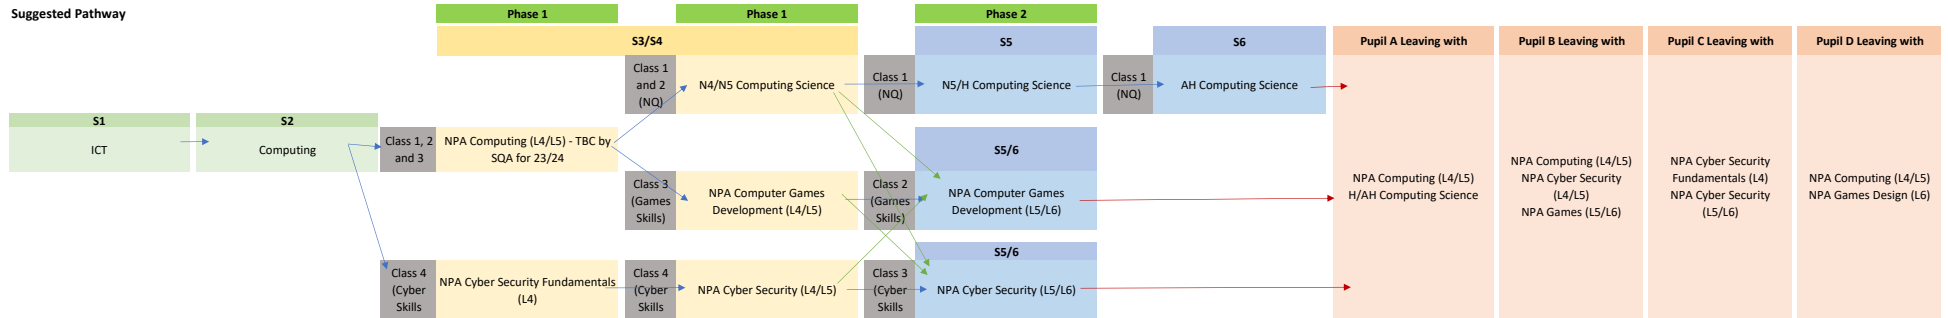 Suggested Pathway
Phase 1
Phase 1
Phase 2
S3/S4
S5
S6
Pupil A Leaving with
Pupil B Leaving with
Pupil C Leaving with
Pupil D Leaving with
Class 1
and 2
(NQ)
N4/N5 Computing Science
Class 1
(NQ)
N5/H Computing Science
Class 1
(NQ)
AH Computing Science
S1
S2
ICT
Computing
Class 1, 2
and 3
NPA Computing (L4/L5) - TBC by
SQA for 23/24
S5/6
Class 3
(Games
Skills)
NPA Computer Games
Development (L4/L5)
Class 2
(Games
Skills)
NPA Computer Games
Development (L5/L6)
NPA Computing (L4/L5)
H/AH Computing Science
NPA Computing (L4/L5)
NPA Cyber Security
(L4/L5)
NPA Games (L5/L6)
NPA Cyber Security
Fundamentals (L4)
NPA Cyber Security
(L5/L6)
NPA Computing (L4/L5)
NPA Games Design (L6)
S5/6
Class 4
(Cyber
Skills
NPA Cyber Security Fundamentals
(L4)
Class 4
(Cyber
Skills
NPA Cyber Security (L4/L5)
Class 3
(Cyber
Skills
NPA Cyber Security (L5/L6)